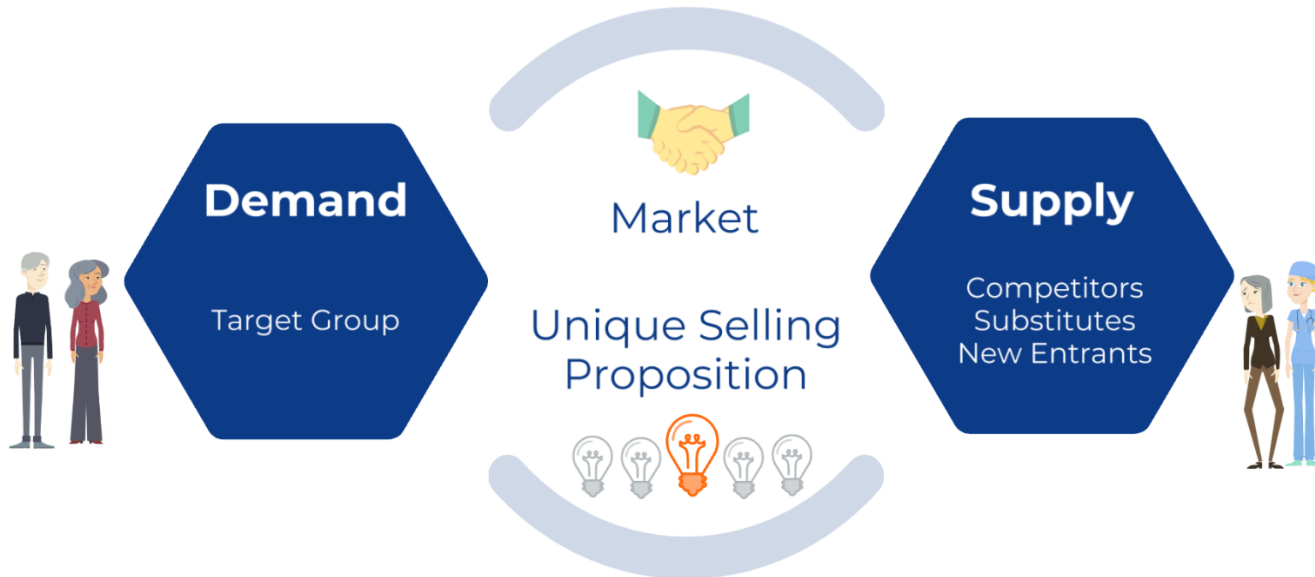 Demand
Target Group
Market
Unique Selling
Proposition
Supply
Competitors
Substitutes
New Entrants